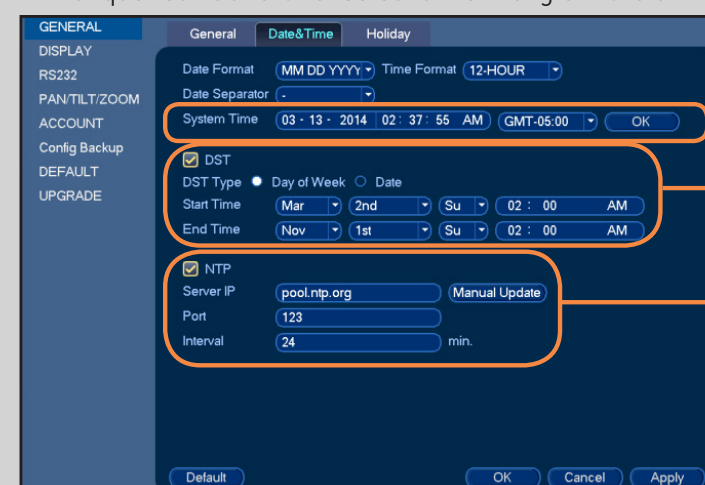 GENERAL
DISPLAY
RS232
PAN/TILT/ZOOM
ACCOUNT
Config Backup
DEFAULT
UPGRADE
General Date&Time Holiday
Date Format MM DD YYYY Time Format 12-HOUR
Date Separator -
System Time 03 - 13 - 2014 02 : 37 : 55 AM GMT-05:00 OK
DST
DST Type Day of Week Date
Start Time Mar 2nd Su 02 : 00 AM
End Time Nov 1st Su 02 : 00 AM
NTP
Server IP pool.ntp.org Manual Update
Port 123
Interval 24 min.
Default OK Cancel Apply